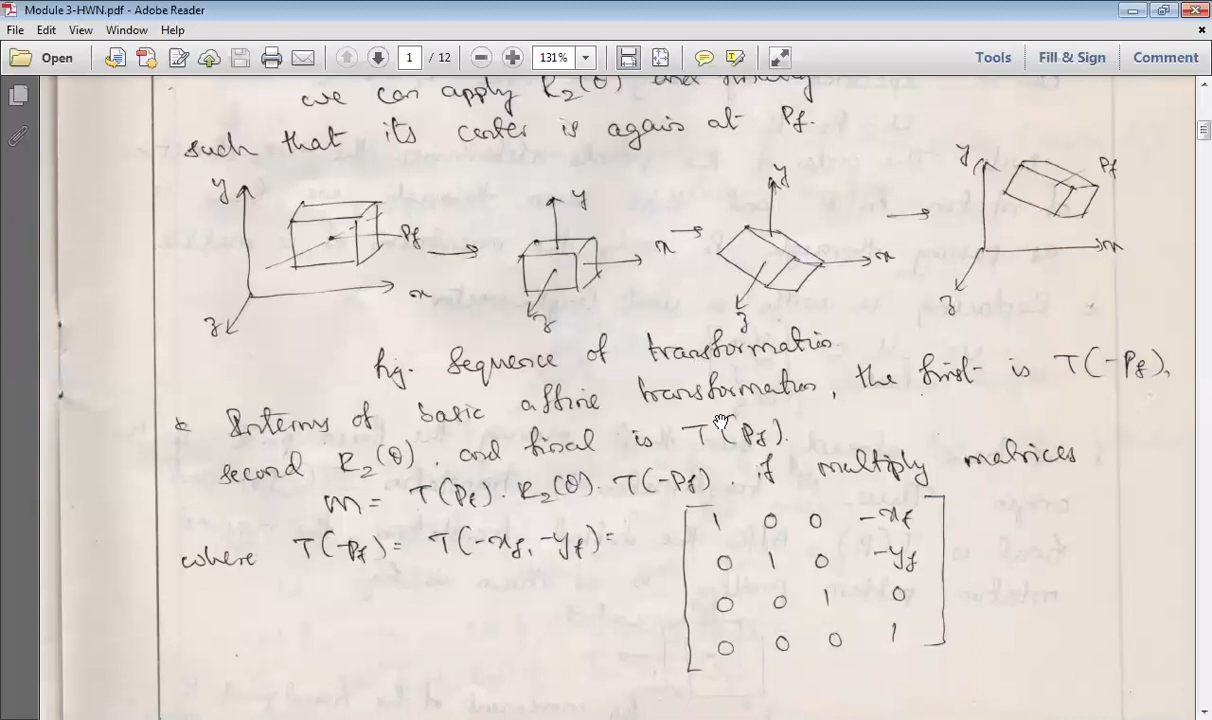 Module 3-HWN.pdf - Adobe Reader
File Edit View Window Help
Open 1 / 12 131% Tools Fill & Sign Comment
we can apply R2(θ) and finally
such that its center is again at Pf.
y y y y Pf
Pf x x x x
z z z z
fig. Sequence of transformation.
* Interms of basic affine transformation, the first is T(-Pf),
second R2(θ), and final is T(Pf).
m = T(Pf). R2(θ). T(-Pf). if multiply matrices
where T(-Pf) = T(-xf, -yf) =
1 0 0 -xf
0 1 0 -yf
0 0 1 0
0 0 0 1